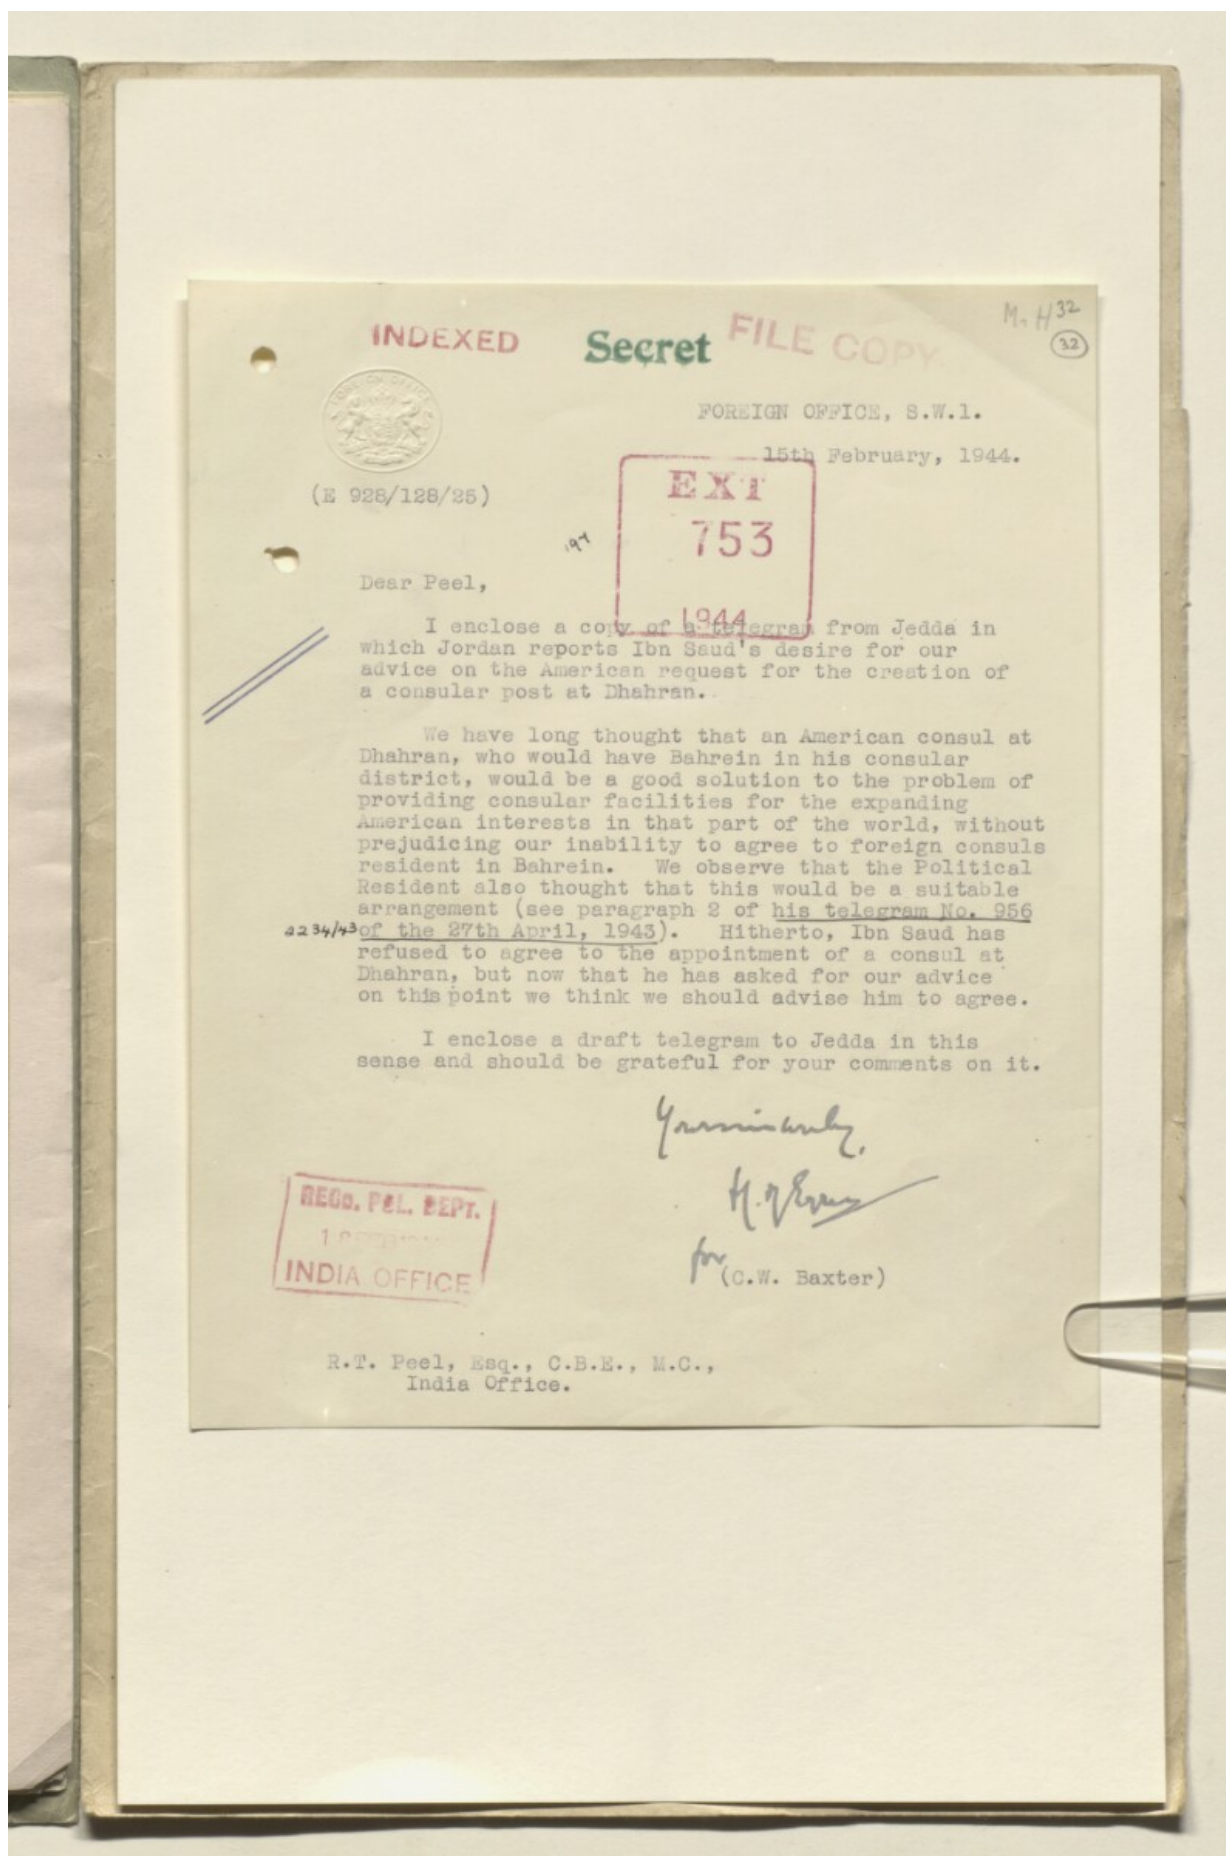 M. H 32
INDEXED Secret FILE COPY
32
FOREIGN OFFICE
FOREIGN OFFICE, S.W.1.
15th February, 1944.
(E 928/128/25)
EXT
753
1944
Dear Peel,
I enclose a copy of a telegram from Jedda in
which Jordan reports Ibn Saud's desire for our
advice on the American request for the creation of
a consular post at Dhahran.
We have long thought that an American consul at
Dhahran, who would have Bahrein in his consular
district, would be a good solution to the problem of
providing consular facilities for the expanding
American interests in that part of the world, without
prejudicing our inability to agree to foreign consuls
resident in Bahrein. We observe that the Political
Resident also thought that this would be a suitable
arrangement (see paragraph 2 of his telegram No. 956
2234/43 of the 27th April, 1943). Hitherto, Ibn Saud has
refused to agree to the appointment of a consul at
Dhahran, but now that he has asked for our advice
on this point we think we should advise him to agree.
I enclose a draft telegram to Jedda in this
sense and should be grateful for your comments on it.
Yours sincerely,
for
(C.W. Baxter)
RECD. POL. DEPT.
INDIA OFFICE
R.T. Peel, Esq., C.B.E., M.C.,
India Office.